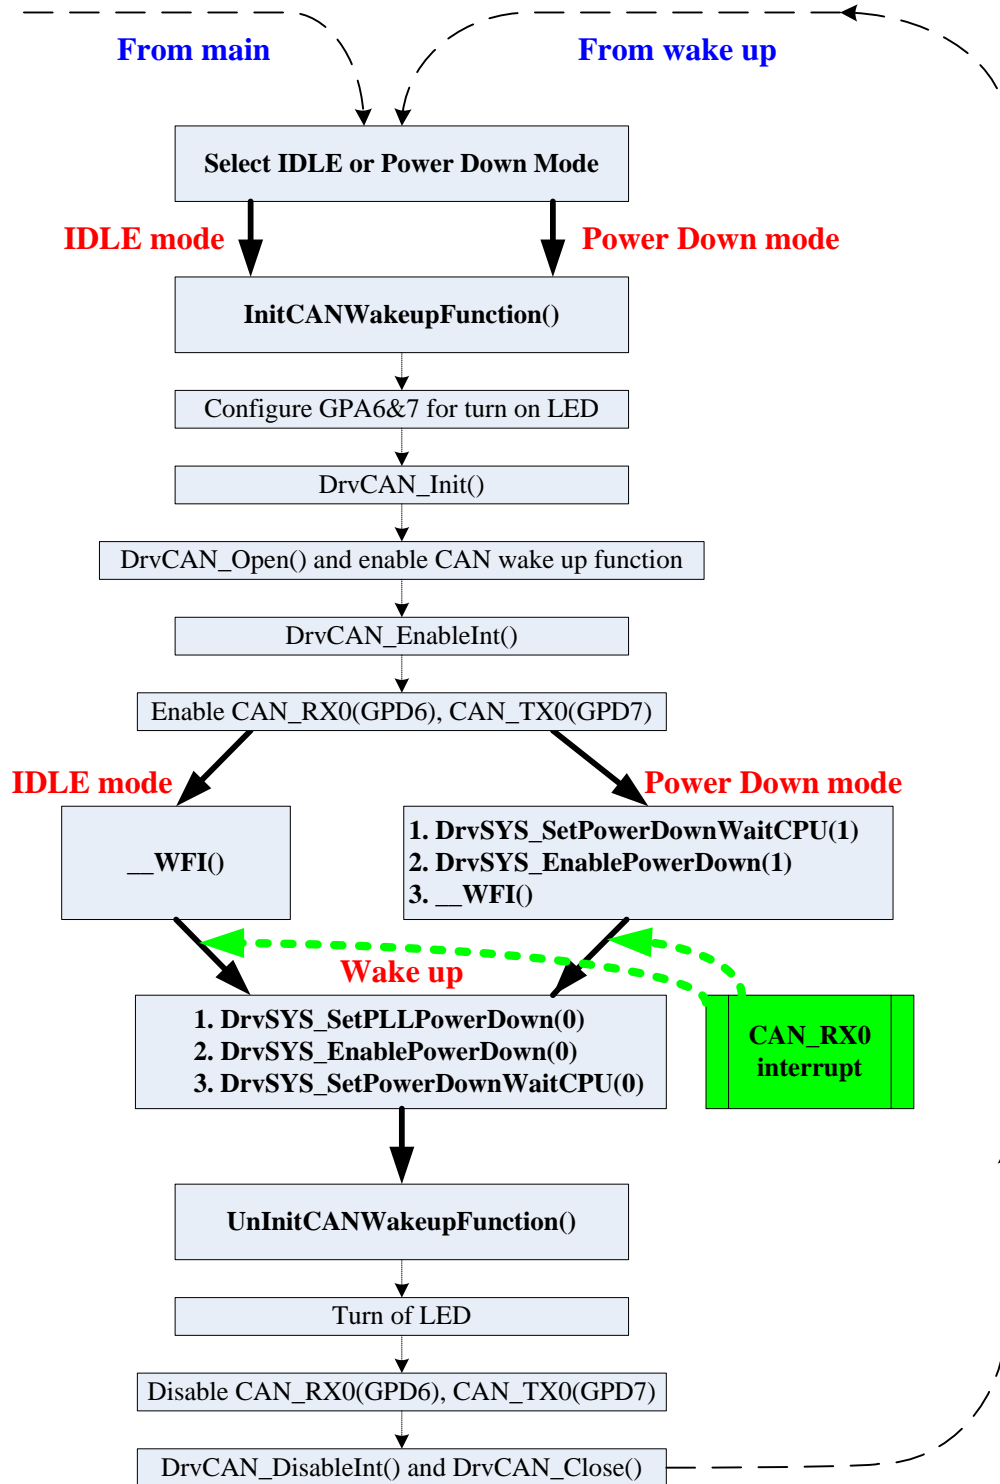 From main
From wake up
Select IDLE or Power Down Mode
IDLE mode
Power Down mode
InitCANWakeupFunction()
Configure GPA6&7 for turn on LED
DrvCAN_Init()
DrvCAN_Open() and enable CAN wake up function
DrvCAN_EnableInt()
Enable CAN_RX0(GPD6), CAN_TX0(GPD7)
IDLE mode
Power Down mode
__WFI()
1. DrvSYS_SetPowerDownWaitCPU(1)
2. DrvSYS_EnablePowerDown(1)
3. __WFI()
Wake up
1. DrvSYS_SetPLLPowerDown(0)
2. DrvSYS_EnablePowerDown(0)
3. DrvSYS_SetPowerDownWaitCPU(0)
CAN_RX0
interrupt
UnInitCANWakeupFunction()
Turn of LED
Disable CAN_RX0(GPD6), CAN_TX0(GPD7)
DrvCAN_DisableInt() and DrvCAN_Close()